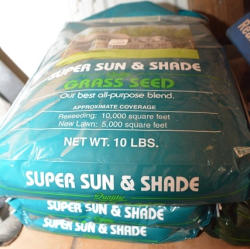 SUPER SUN & SHADE
GRASS SEED
Our best all-purpose blend.
APPROXIMATE COVERAGE
Reseeding: 10,000 square feet
New Lawn: 5,000 square feet
NET WT. 10 LBS.
SUPER SUN & SHADE
SUPER SUN & SHADE
SUPER SUN & SHADE